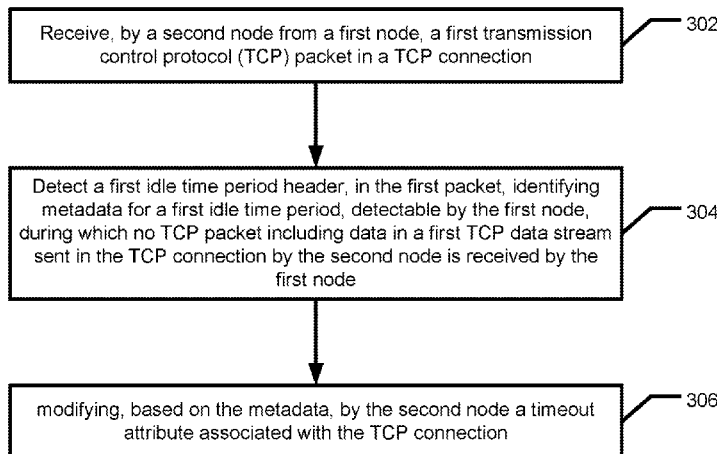 Receive, by a second node from a first node, a first transmission
control protocol (TCP) packet in a TCP connection
302
Detect a first idle time period header, in the first packet, identifying
metadata for a first idle time period, detectable by the first node,
during which no TCP packet including data in a first TCP data stream
sent in the TCP connection by the second node is received by the
first node
304
modifying, based on the metadata, by the second node a timeout
attribute associated with the TCP connection
306